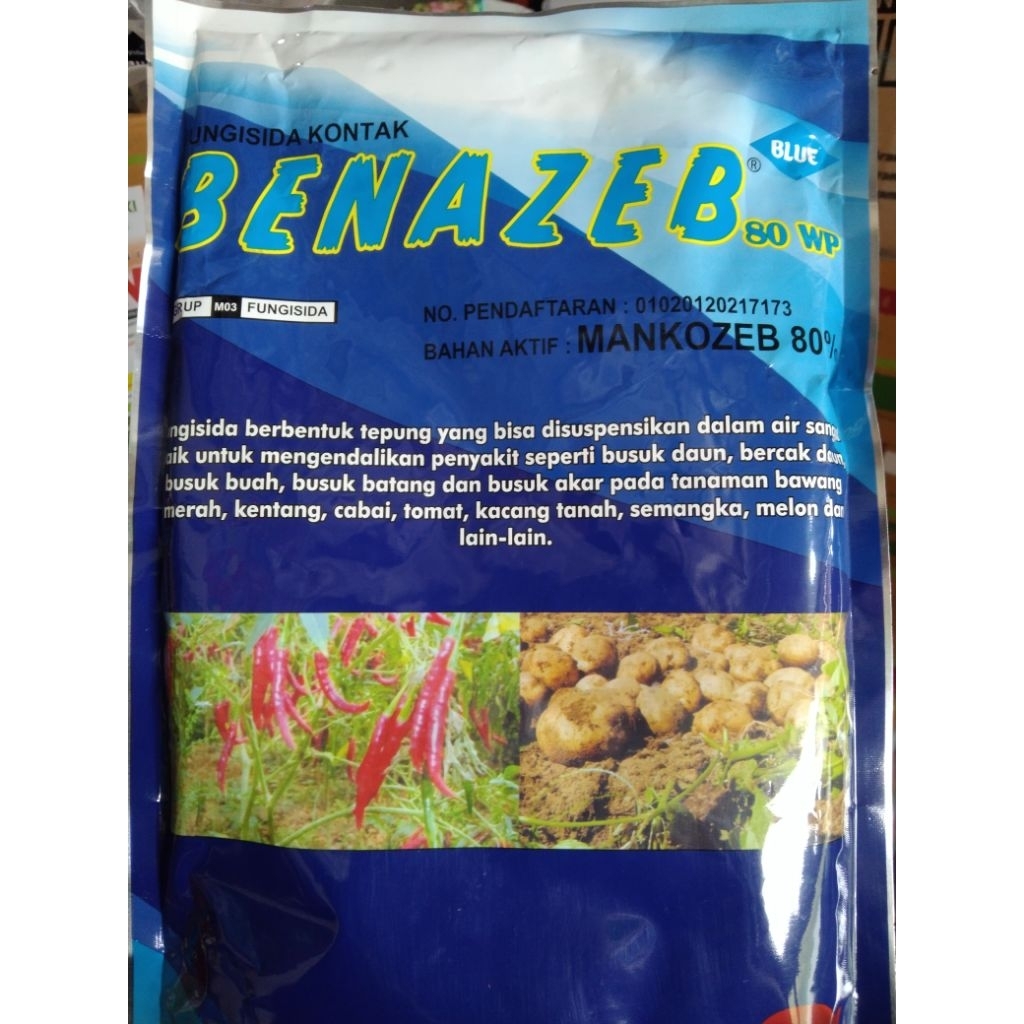 UNGISIDA KONTAK
BENAZEB® 80 WP
BLUE
RUP M03 FUNGISIDA
NO. PENDAFTARAN : 01020120217173
BAHAN AKTIF : MANKOZEB 80%
ngisida berbentuk tepung yang bisa disuspensikan dalam air sang
aik untuk mengendalikan penyakit seperti busuk daun, bercak daun,
busuk buah, busuk batang dan busuk akar pada tanaman bawang
merah, kentang, cabai, tomat, kacang tanah, semangka, melon dan
lain-lain.